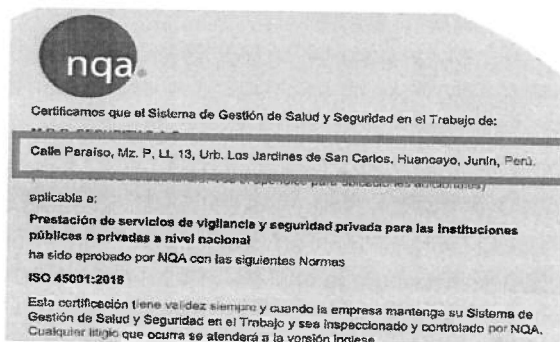 nqa.
Certificamos que el Sistema de Gestión de Salud y Seguridad en el Trabajo de:
Calle Paraíso, Mz. P, Lt. 13, Urb. Los Jardines de San Carlos, Huancayo, Junín, Perú.
aplicable a:
Prestación de servicios de vigilancia y seguridad privada para las instituciones
públicas o privadas a nivel nacional
ha sido aprobado por NQA con las siguientes Normas
ISO 45001:2018
Esta certificación tiene validez siempre y cuando la empresa mantenga su Sistema de
Gestión de Salud y Seguridad en el Trabajo y sea inspeccionado y controlado por NQA.
Cualquier litigio que ocurra se atenderá a la versión inglesa